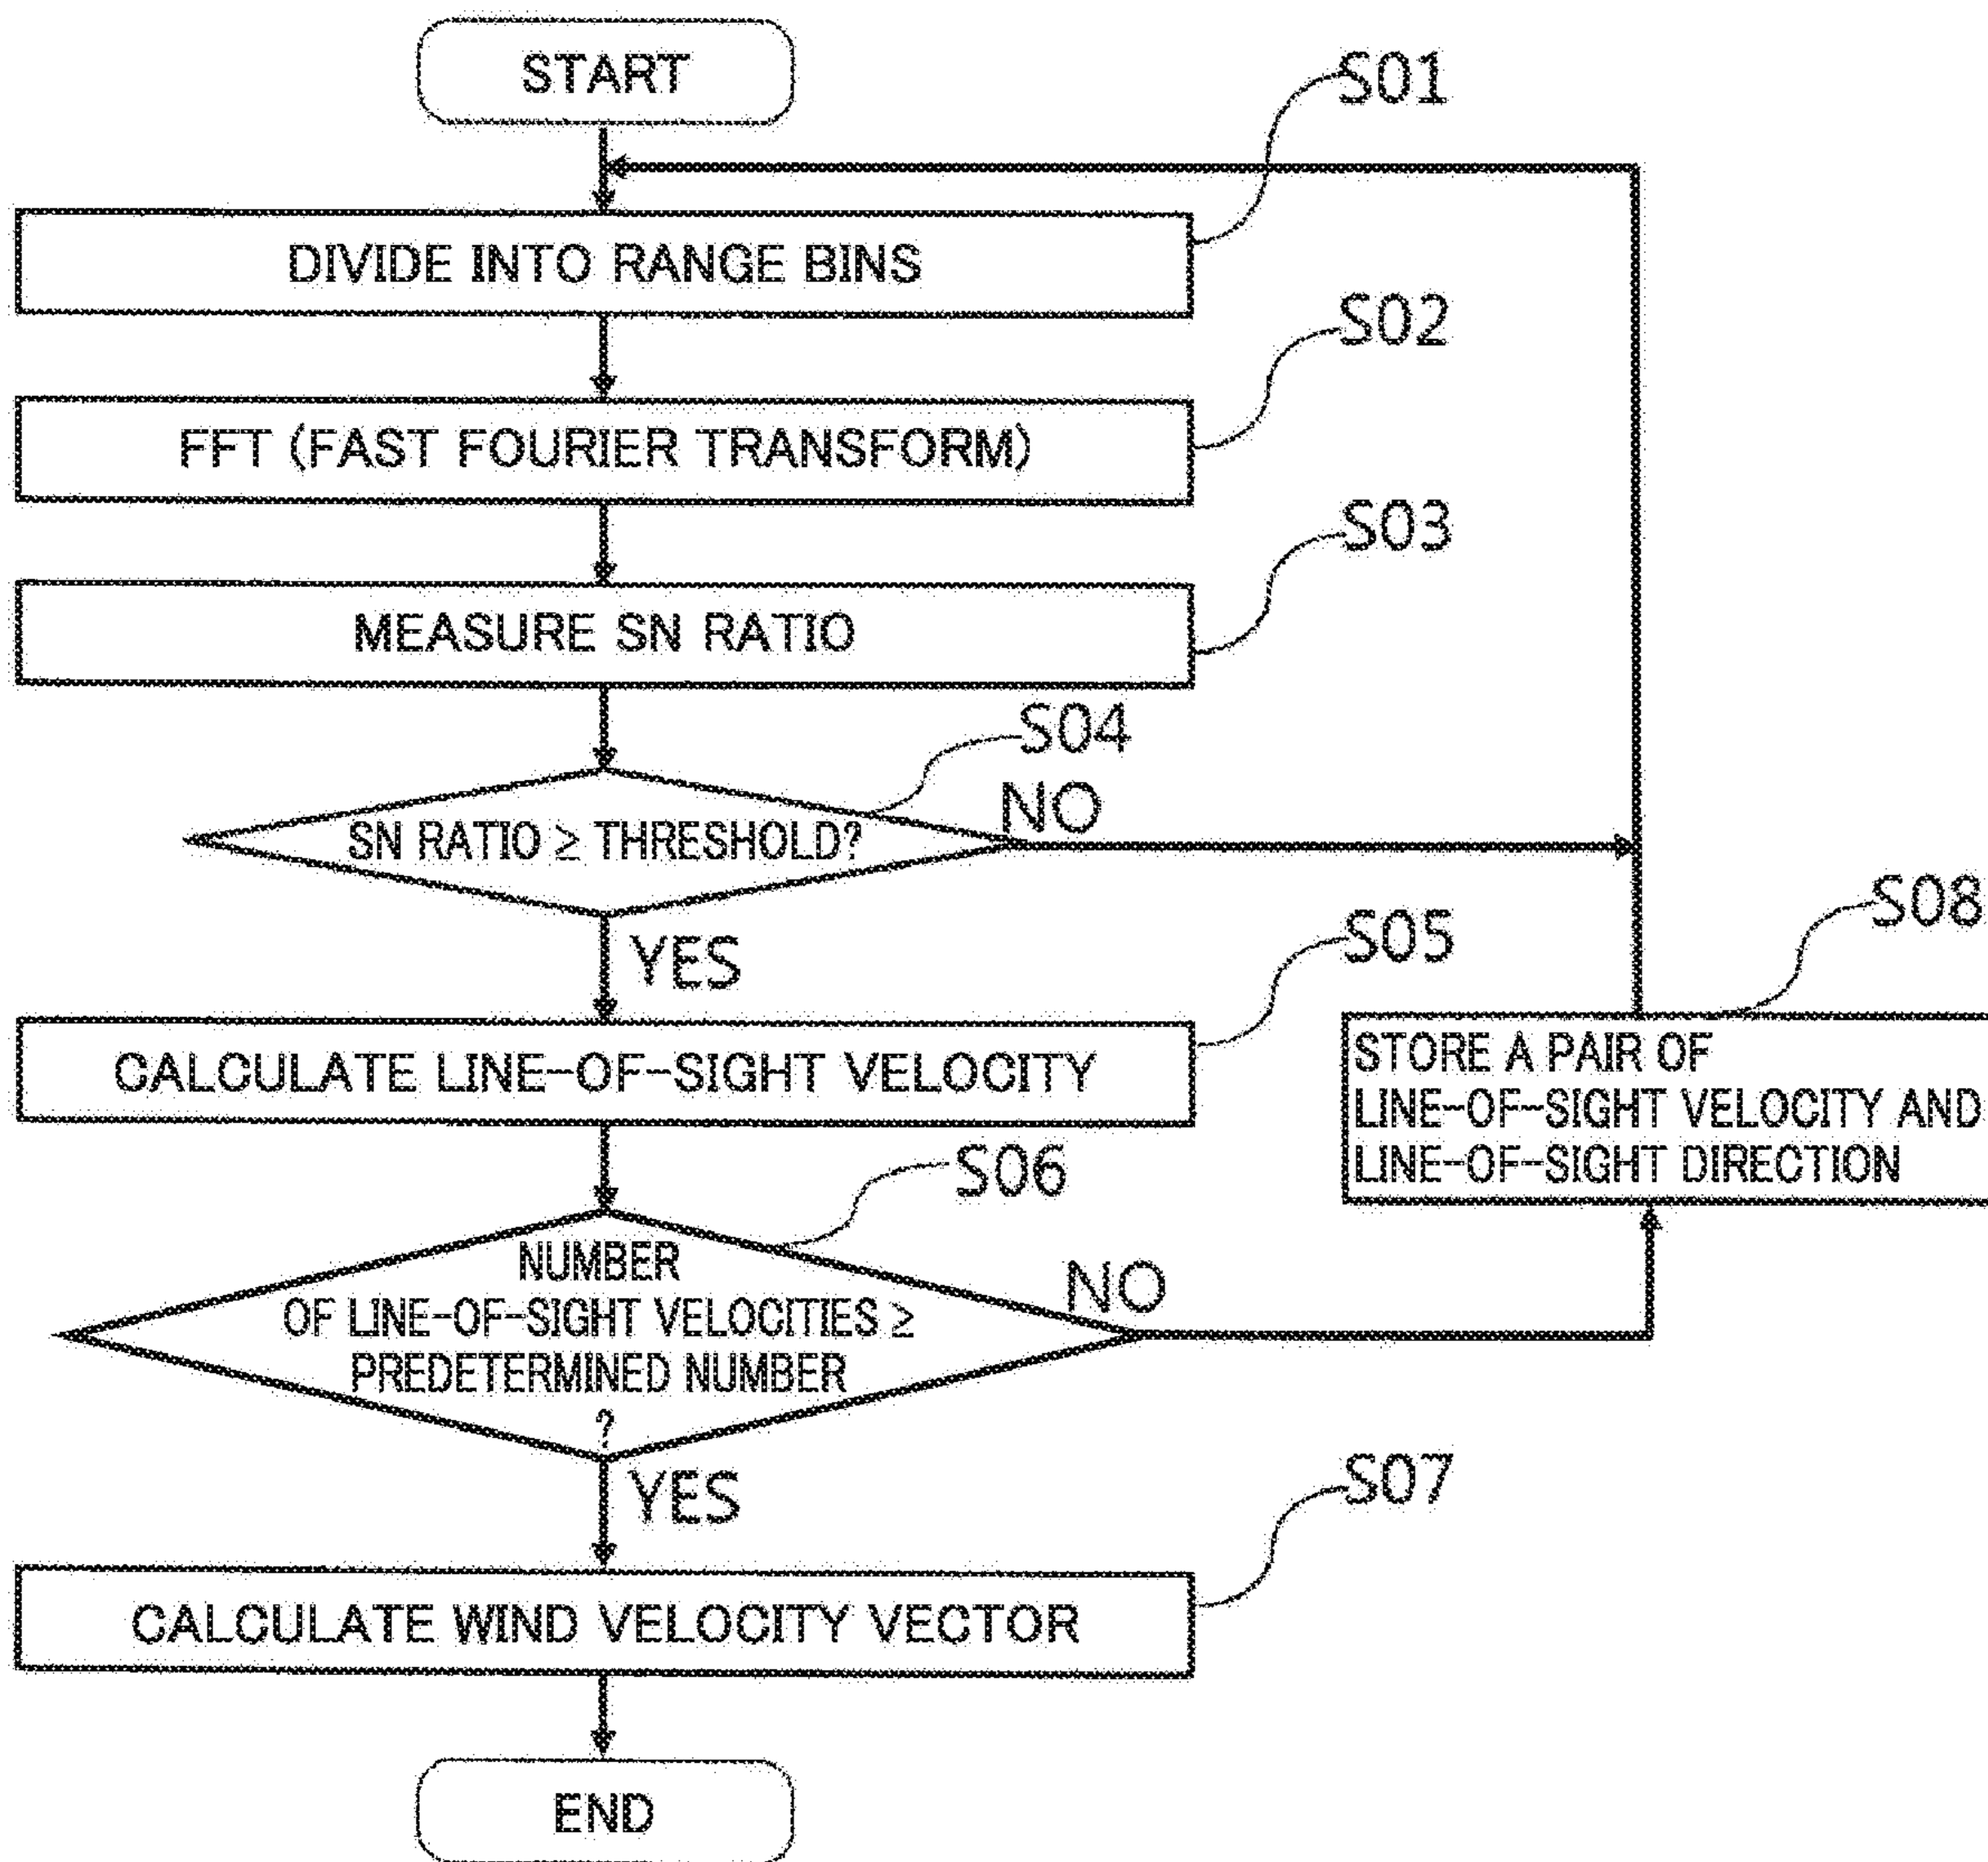 START
S01
DIVIDE INTO RANGE BINS
S02
FFT (FAST FOURIER TRANSFORM)
S03
MEASURE SN RATIO
S04
SN RATIO ≥ THRESHOLD?
NO
YES
S05
CALCULATE LINE-OF-SIGHT VELOCITY
S08
STORE A PAIR OF
LINE-OF-SIGHT VELOCITY AND
LINE-OF-SIGHT DIRECTION
S06
NUMBER
OF LINE-OF-SIGHT VELOCITIES ≥
PREDETERMINED NUMBER
?
NO
YES
S07
CALCULATE WIND VELOCITY VECTOR
END